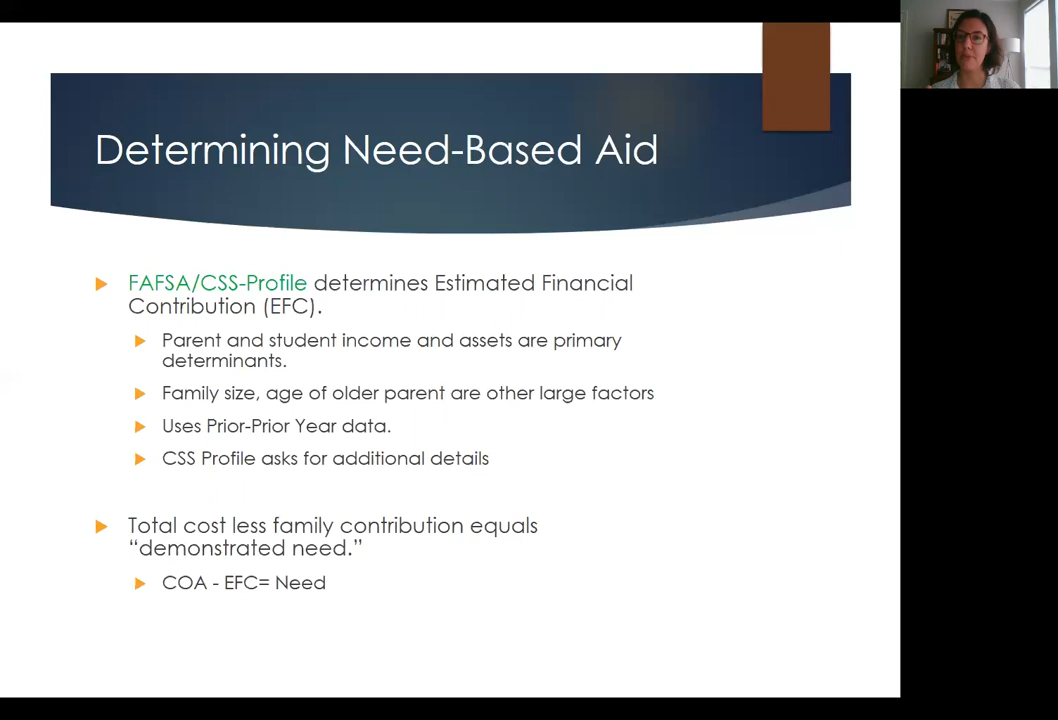 Determining Need-Based Aid
FAFSA/CSS-Profile determines Estimated Financial
Contribution (EFC).
Parent and student income and assets are primary
determinants.
Family size, age of older parent are other large factors
Uses Prior-Prior Year data.
CSS Profile asks for additional details
Total cost less family contribution equals
“demonstrated need.”
COA - EFC= Need